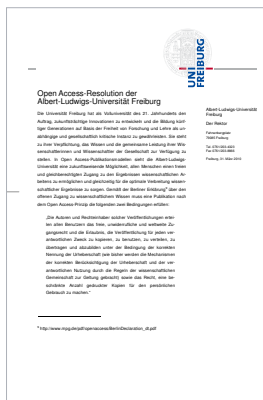 UNI
FREIBURG
Open Access-Resolution der
Albert-Ludwigs-Universität Freiburg
Albert-Ludwigs-Universität
Freiburg
Der Rektor
Fahnenbergplatz
79085 Freiburg
Freiburg, 31. März 2010
Die Universität Freiburg hat als Volluniversität des 21. Jahrhunderts den
Auftrag, zukunftsträchtige Innovationen zu entwickeln und die Bildung künf-
tiger Generationen auf Basis der Freiheit von Forschung und Lehre als un-
abhängige und gesellschaftlich kritische Instanz zu gewährleisten. Sie steht
zu ihrer Verpflichtung, das Wissen und die gemeinsame Leistung ihrer Wis-
senschaftlerinnen und Wissenschaftler der Gesellschaft zur Verfügung zu
stellen. In Open Access-Publikationsmodellen sieht die Albert-Ludwigs-
Universität eine zukunftsweisende Möglichkeit, allen Menschen einen freien
und gleichberechtigten Zugang zu den Ergebnissen wissenschaftlichen Ar-
beitens zu ermöglichen und gleichzeitig für die optimale Verbreitung wissen-
schaftlicher Ergebnisse zu sorgen. Gemäß der Berliner Erklärung über den
offenen Zugang zu wissenschaftlichem Wissen muss eine Publikation nach
dem Open Access-Prinzip die folgenden zwei Bedingungen erfüllen:
„Die Autoren und Rechteinhaber solcher Veröffentlichungen ertei-
len allen Benutzern das freie, unwiderrufliche und weltweite Zu-
gangsrecht und die Erlaubnis, die Veröffentlichung für jeden ver-
antwortlichen Zweck zu kopieren, zu benutzen, zu verteilen, zu
übertragen und abzubilden unter der Bedingung der korrekten
Nennung der Urheberschaft (wie bisher werden die Mechanismen
der korrekten Berücksichtigung der Urheberschaft und der ver-
antwortlichen Nutzung durch die Regeln der wissenschaftlichen
Gemeinschaft zur Geltung gebracht) sowie das Recht, eine be-
schränkte Anzahl gedruckter Kopien für den persönlichen
Gebrauch zu machen."
http://www.mpg.de/pdf/openaccess/BerlinDeclaration_dt.pdf